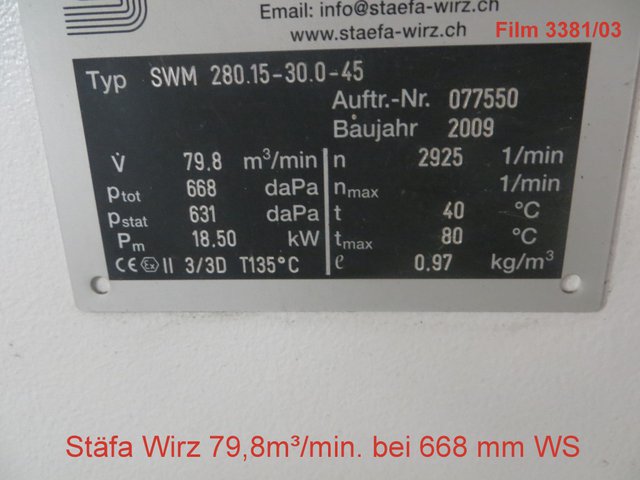 Email: info@staefa-wirz.ch
www.staefa-wirz.ch
Film 3381/03
Typ SWM 280.15-30.0-45
Auftr.-Nr. 077550
Baujahr 2009
V̇ 79.8 m³/min n 2925 1/min
ptot 668 daPa nmax 1/min
pstat 631 daPa t 40 °C
Pm 18.50 kW tmax 80 °C
CE Ex II 3/3D T135°C ϱ 0.97 kg/m³
Stäfa Wirz 79,8m³/min. bei 668 mm WS